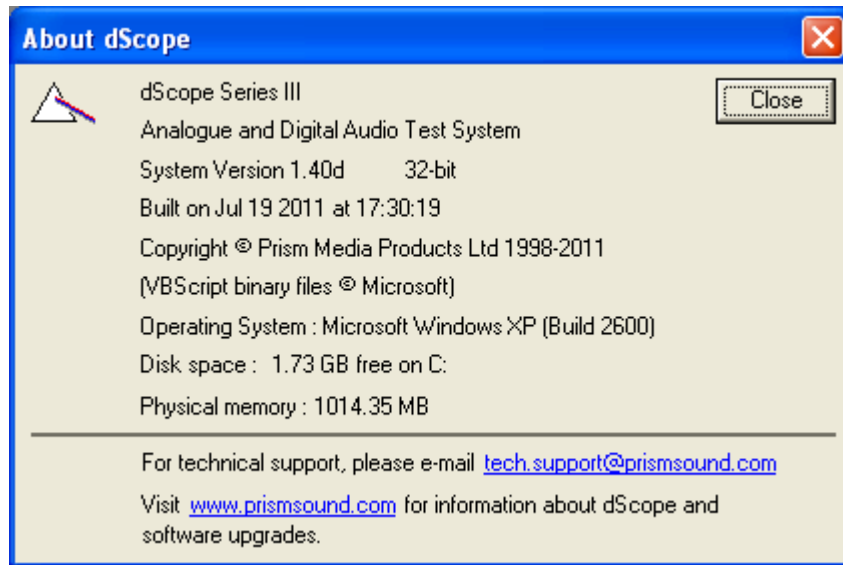 About dScope
dScope Series III
Close
Analogue and Digital Audio Test System
System Version 1.40d 32-bit
Built on Jul 19 2011 at 17:30:19
Copyright © Prism Media Products Ltd 1998-2011
(VBScript binary files © Microsoft)
Operating System : Microsoft Windows XP (Build 2600)
Disk space : 1.73 GB free on C:
Physical memory : 1014.35 MB
For technical support, please e-mail tech.support@prismsound.com
Visit www.prismsound.com for information about dScope and
software upgrades.